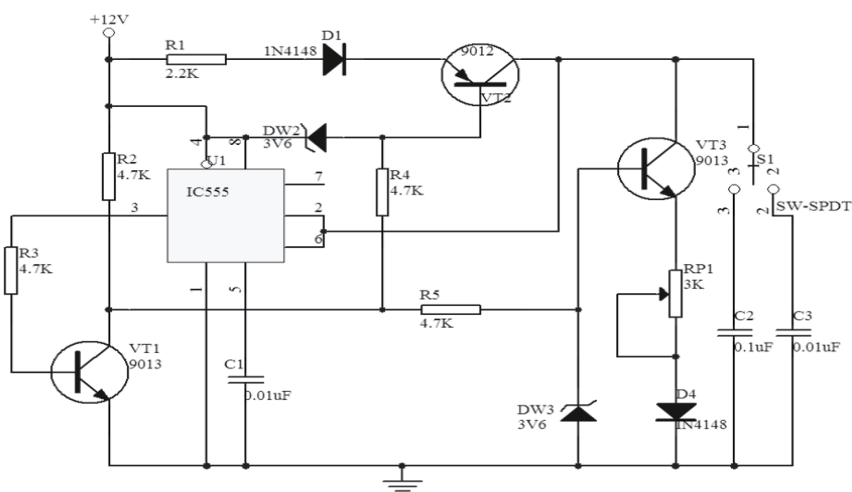 +12V
R1
2.2K
1N4148
D1
9012
VT2
4
8
DW2
3V6
U1
IC555
7
2
6
3
1
5
R2
4.7K
R4
4.7K
VT3
9013
1
S1
3
2
SW-SPDT
3
2
R3
4.7K
RP1
3K
R5
4.7K
VT1
9013
C1
0.01uF
C2
0.1uF
C3
0.01uF
DW3
3V6
D4
1N4148